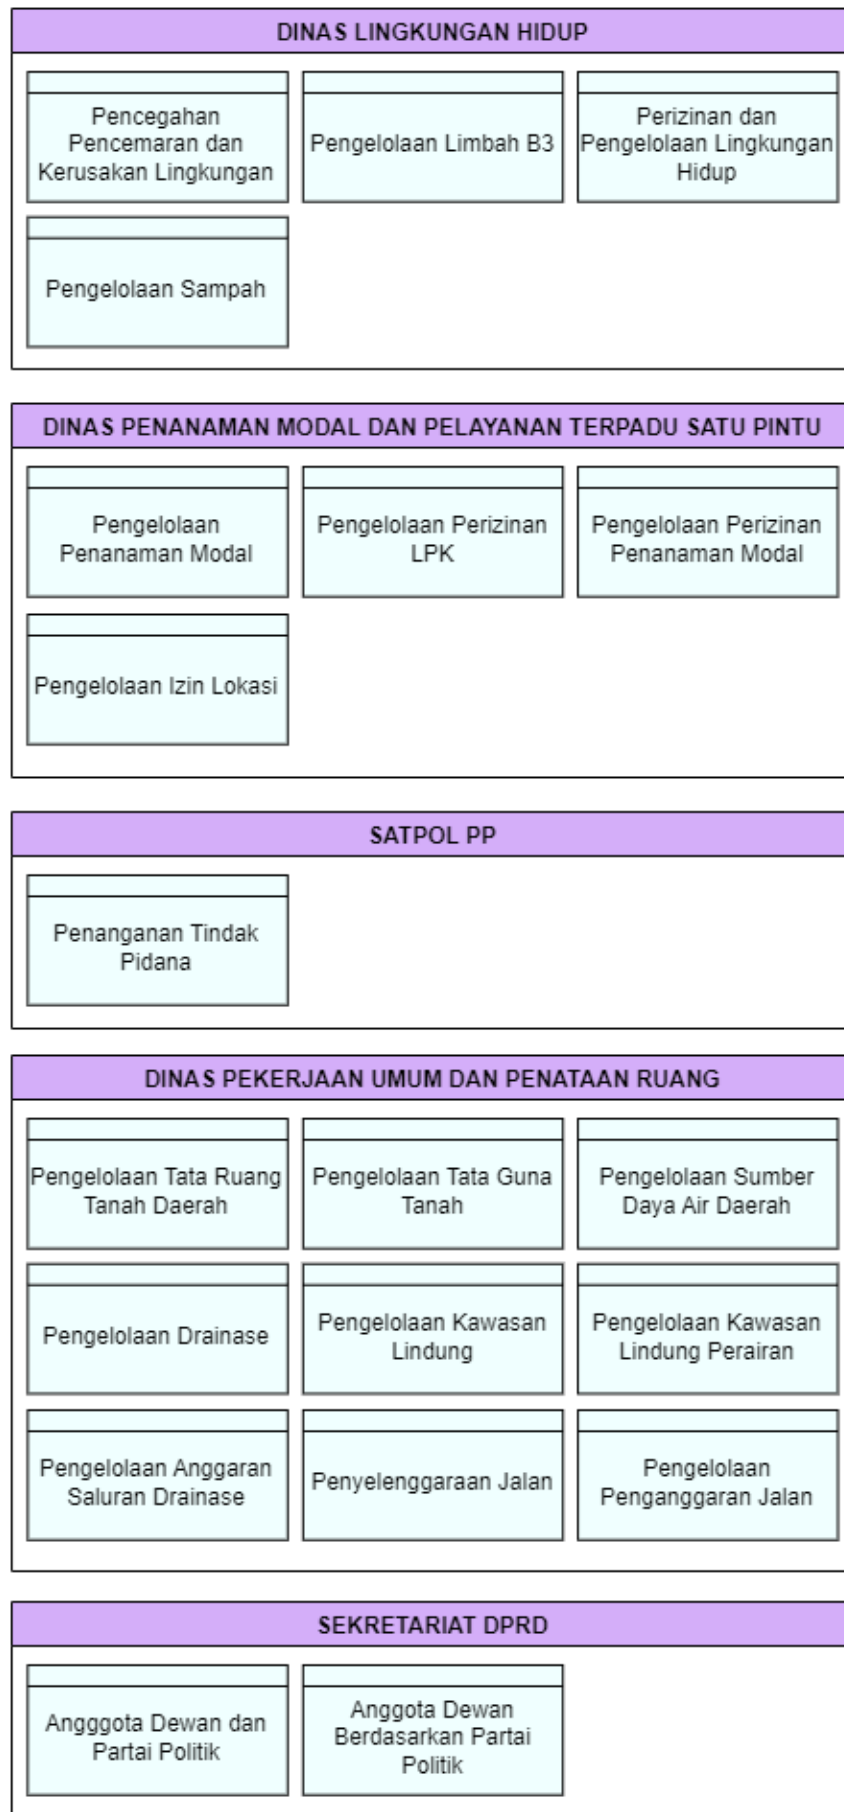 DINAS LINGKUNGAN HIDUP
Pencegahan
Pencemaran dan
Kerusakan Lingkungan
Pengelolaan Limbah B3
Perizinan dan
Pengelolaan Lingkungan
Hidup
Pengelolaan Sampah
DINAS PENANAMAN MODAL DAN PELAYANAN TERPADU SATU PINTU
Pengelolaan
Penanaman Modal
Pengelolaan Perizinan
LPK
Pengelolaan Perizinan
Penanaman Modal
Pengelolaan Izin Lokasi
SATPOL PP
Penanganan Tindak
Pidana
DINAS PEKERJAAN UMUM DAN PENATAAN RUANG
Pengelolaan Tata Ruang
Tanah Daerah
Pengelolaan Tata Guna
Tanah
Pengelolaan Sumber
Daya Air Daerah
Pengelolaan Drainase
Pengelolaan Kawasan
Lindung
Pengelolaan Kawasan
Lindung Perairan
Pengelolaan Anggaran
Saluran Drainase
Penyelenggaraan Jalan
Pengelolaan
Penganggaran Jalan
SEKRETARIAT DPRD
Angggota Dewan dan
Partai Politik
Anggota Dewan
Berdasarkan Partai
Politik